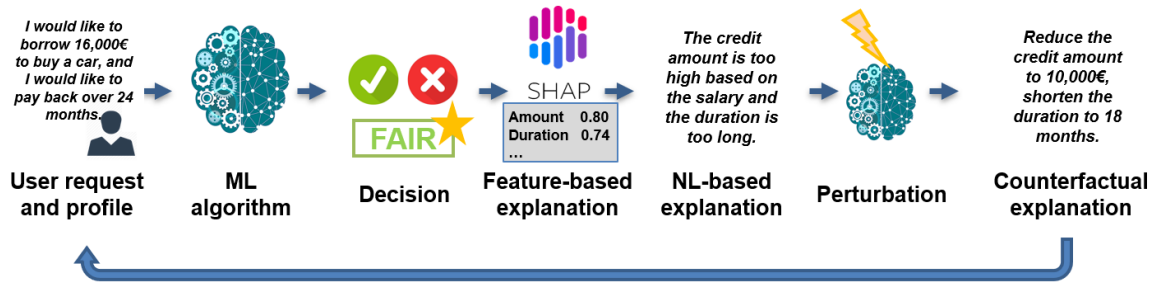 I would like to
borrow 16,000€
to buy a car, and
I would like to
pay back over 24
months.
User request
and profile
ML
algorithm
FAIR
Decision
SHAP
Amount 0.80
Duration 0.74
...
Feature-based
explanation
The credit
amount is too
high based on
the salary and
the duration is
too long.
NL-based
explanation
Perturbation
Reduce the
credit amount
to 10,000€,
shorten the
duration to 18
months.
Counterfactual
explanation